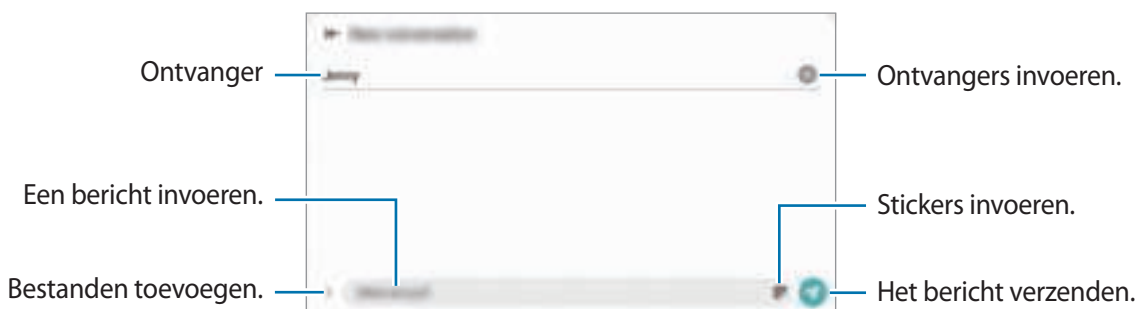 Ontvanger
Ontvangers invoeren.
Een bericht invoeren.
Stickers invoeren.
Bestanden toevoegen.
Het bericht verzenden.